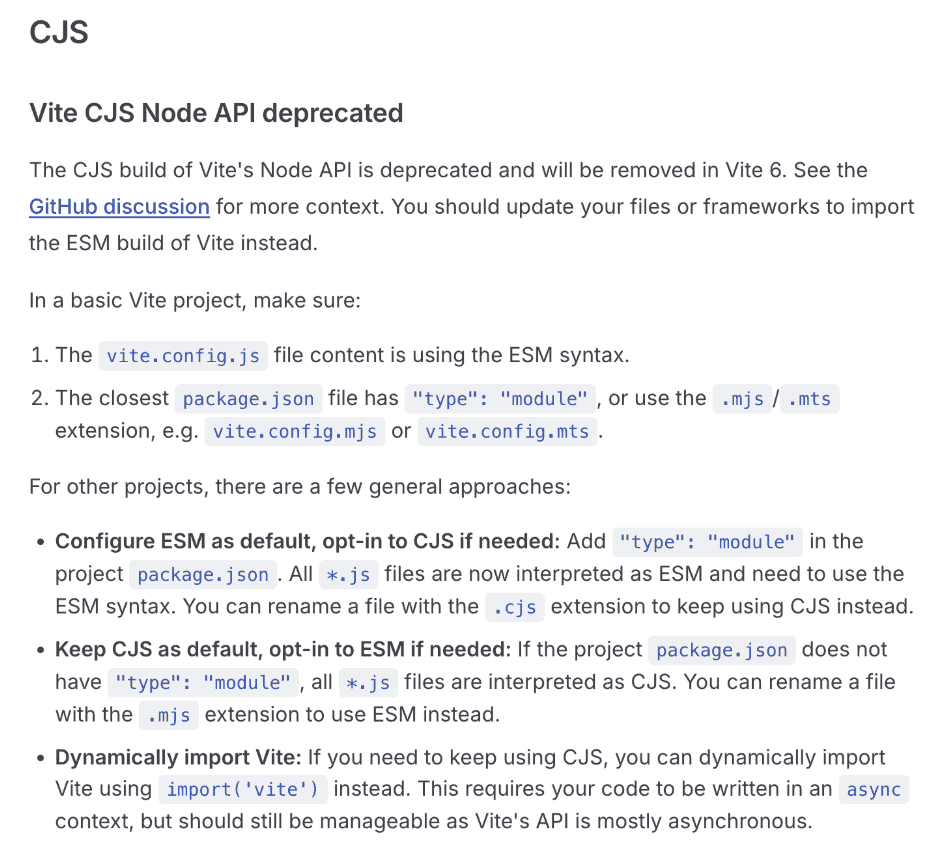 CJS
Vite CJS Node API deprecated
The CJS build of Vite's Node API is deprecated and will be removed in Vite 6. See the
GitHub discussion for more context. You should update your files or frameworks to import
the ESM build of Vite instead.
In a basic Vite project, make sure:
1. The vite.config.js file content is using the ESM syntax.
2. The closest package.json file has "type": "module" , or use the .mjs / .mts
extension, e.g. vite.config.mjs or vite.config.mts .
For other projects, there are a few general approaches:
• Configure ESM as default, opt-in to CJS if needed: Add "type": "module" in the
project package.json . All *.js files are now interpreted as ESM and need to use the
ESM syntax. You can rename a file with the .cjs extension to keep using CJS instead.
• Keep CJS as default, opt-in to ESM if needed: If the project package.json does not
have "type": "module" , all *.js files are interpreted as CJS. You can rename a file
with the .mjs extension to use ESM instead.
• Dynamically import Vite: If you need to keep using CJS, you can dynamically import
Vite using import('vite') instead. This requires your code to be written in an async
context, but should still be manageable as Vite's API is mostly asynchronous.